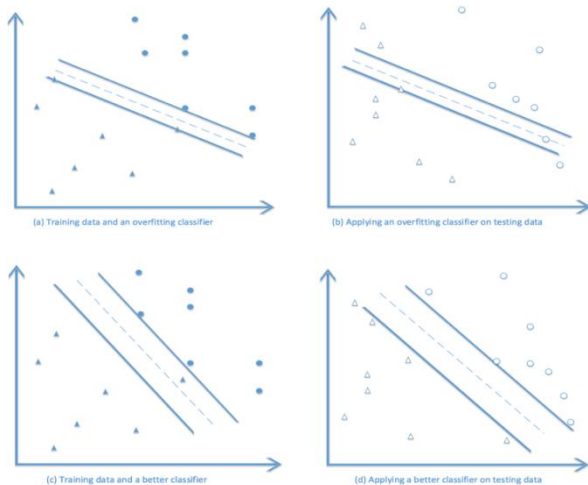 (a) Training data and an overfitting classifier
(b) Applying an overfitting classifier on testing data
(c) Training data and a better classifier
(d) Applying a better classifier on testing data